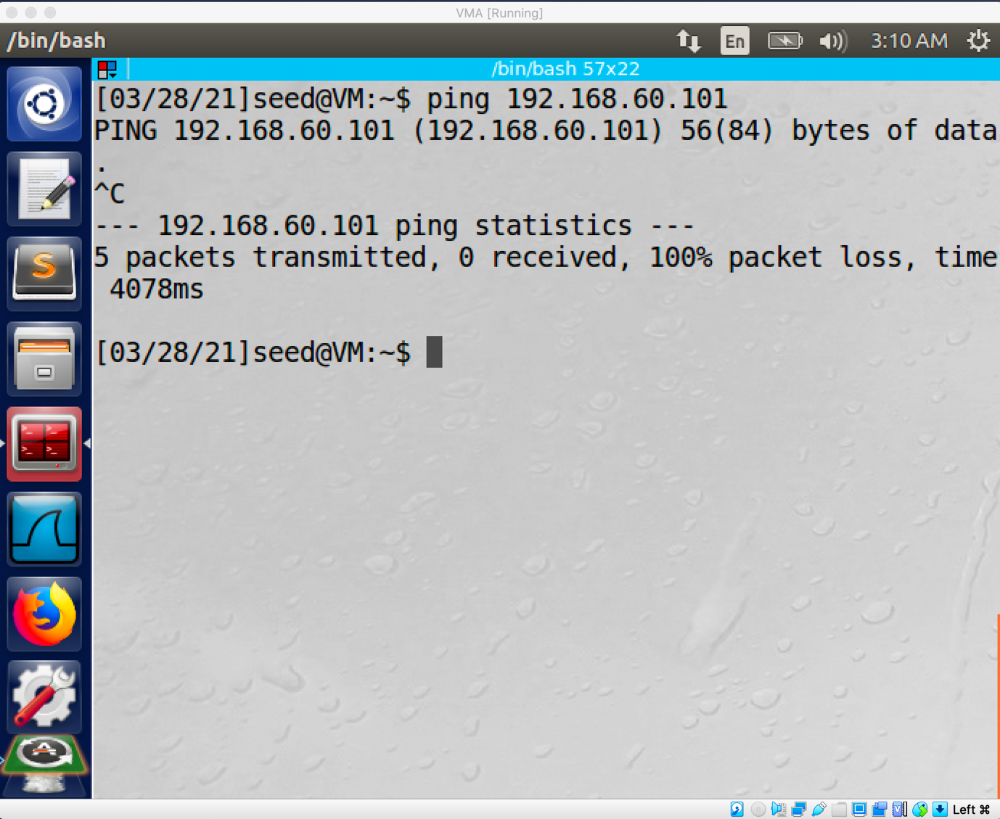 VMA [Running]
/bin/bash
En
3:10 AM
/bin/bash 57x22
[03/28/21]seed@VM:~$ ping 192.168.60.101
PING 192.168.60.101 (192.168.60.101) 56(84) bytes of data
.
^C
--- 192.168.60.101 ping statistics ---
5 packets transmitted, 0 received, 100% packet loss, time
 4078ms
[03/28/21]seed@VM:~$
Left ⌘